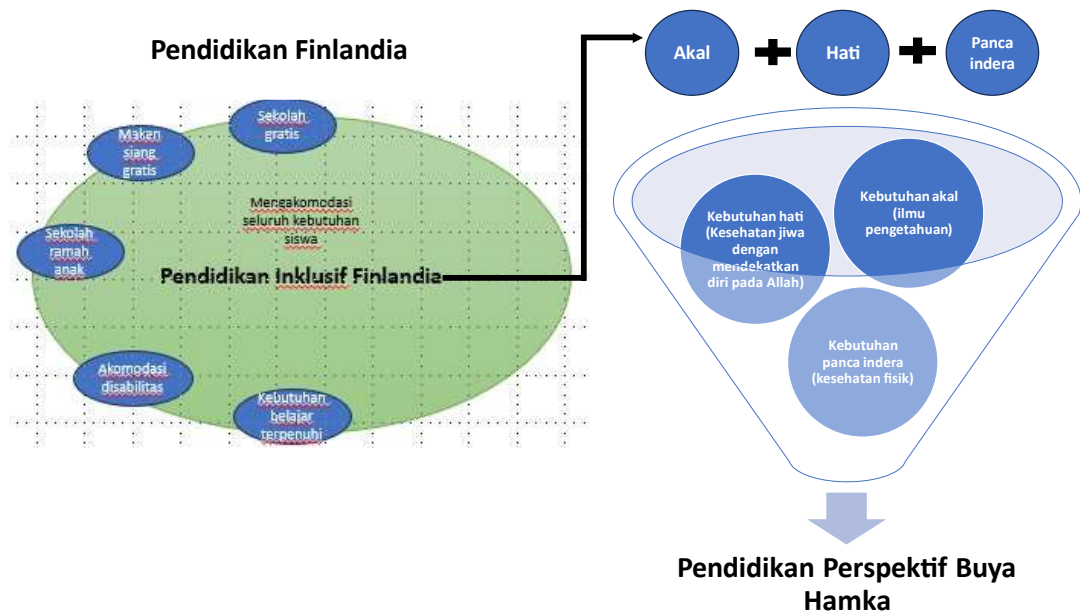 Pendidikan Finlandia
Sekolah
gratis
Makan
siang
gratis
Mengakomodasi
seluruh kebutuhan
siswa
Sekolah
ramah
anak
Pendidikan Inklusif Finlandia
Akomodasi
disabilitas
Kebutuhan
belajar
terpenuhi
Akal
Hati
Panca
indera
Kebutuhan hati
(Kesehatan jiwa
dengan
mendekatkan
diri pada Allah)
Kebutuhan akal
(ilmu
pengetahuan)
Kebutuhan
panca indera
(kesehatan fisik)
Pendidikan Perspektif Buya
Hamka